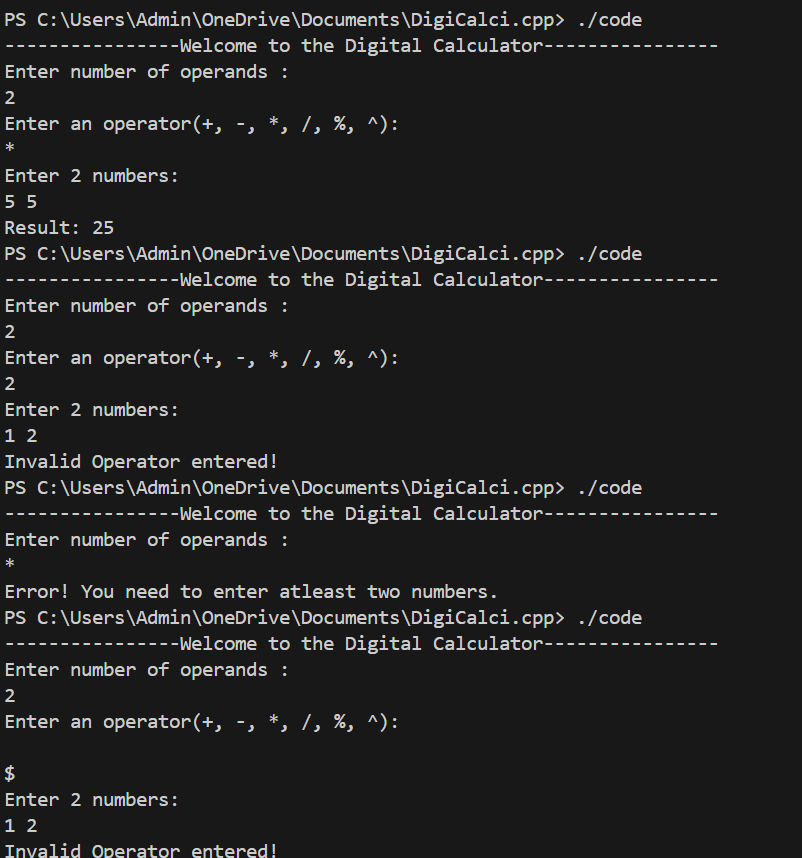 PS C:\Users\Admin\OneDrive\Documents\DigiCalci.cpp> ./code
----------------Welcome to the Digital Calculator----------------
Enter number of operands :
2
Enter an operator(+, -, *, /, %, ^):
*
Enter 2 numbers:
5 5
Result: 25
PS C:\Users\Admin\OneDrive\Documents\DigiCalci.cpp> ./code
----------------Welcome to the Digital Calculator----------------
Enter number of operands :
2
Enter an operator(+, -, *, /, %, ^):
2
Enter 2 numbers:
1 2
Invalid Operator entered!
PS C:\Users\Admin\OneDrive\Documents\DigiCalci.cpp> ./code
----------------Welcome to the Digital Calculator----------------
Enter number of operands :
*
Error! You need to enter atleast two numbers.
PS C:\Users\Admin\OneDrive\Documents\DigiCalci.cpp> ./code
----------------Welcome to the Digital Calculator----------------
Enter number of operands :
2
Enter an operator(+, -, *, /, %, ^):

$
Enter 2 numbers:
1 2
Invalid Operator entered!